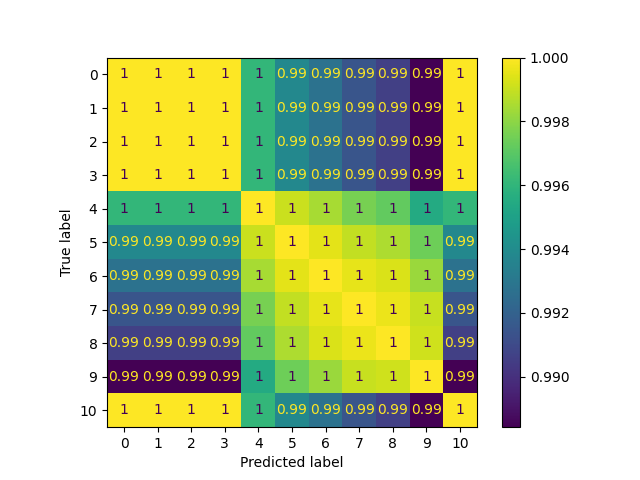 0 1 1 1 1 1 0.99 0.99 0.99 0.99 0.99 1 1.000
1 1 1 1 1 1 0.99 0.99 0.99 0.99 0.99 1
0.998
2 1 1 1 1 1 0.99 0.99 0.99 0.99 0.99 1
3 1 1 1 1 1 0.99 0.99 0.99 0.99 0.99 1
0.996
4 1 1 1 1 1 1 1 1 1 1 1
5 0.99 0.99 0.99 0.99 1 1 1 1 1 1 0.99
0.994
True label
6 0.99 0.99 0.99 0.99 1 1 1 1 1 1 0.99
7 0.99 0.99 0.99 0.99 1 1 1 1 1 1 0.99
0.992
8 0.99 0.99 0.99 0.99 1 1 1 1 1 1 0.99
9 0.99 0.99 0.99 0.99 1 1 1 1 1 1 0.99
0.990
10 1 1 1 1 1 0.99 0.99 0.99 0.99 0.99 1
0 1 2 3 4 5 6 7 8 9 10
Predicted label